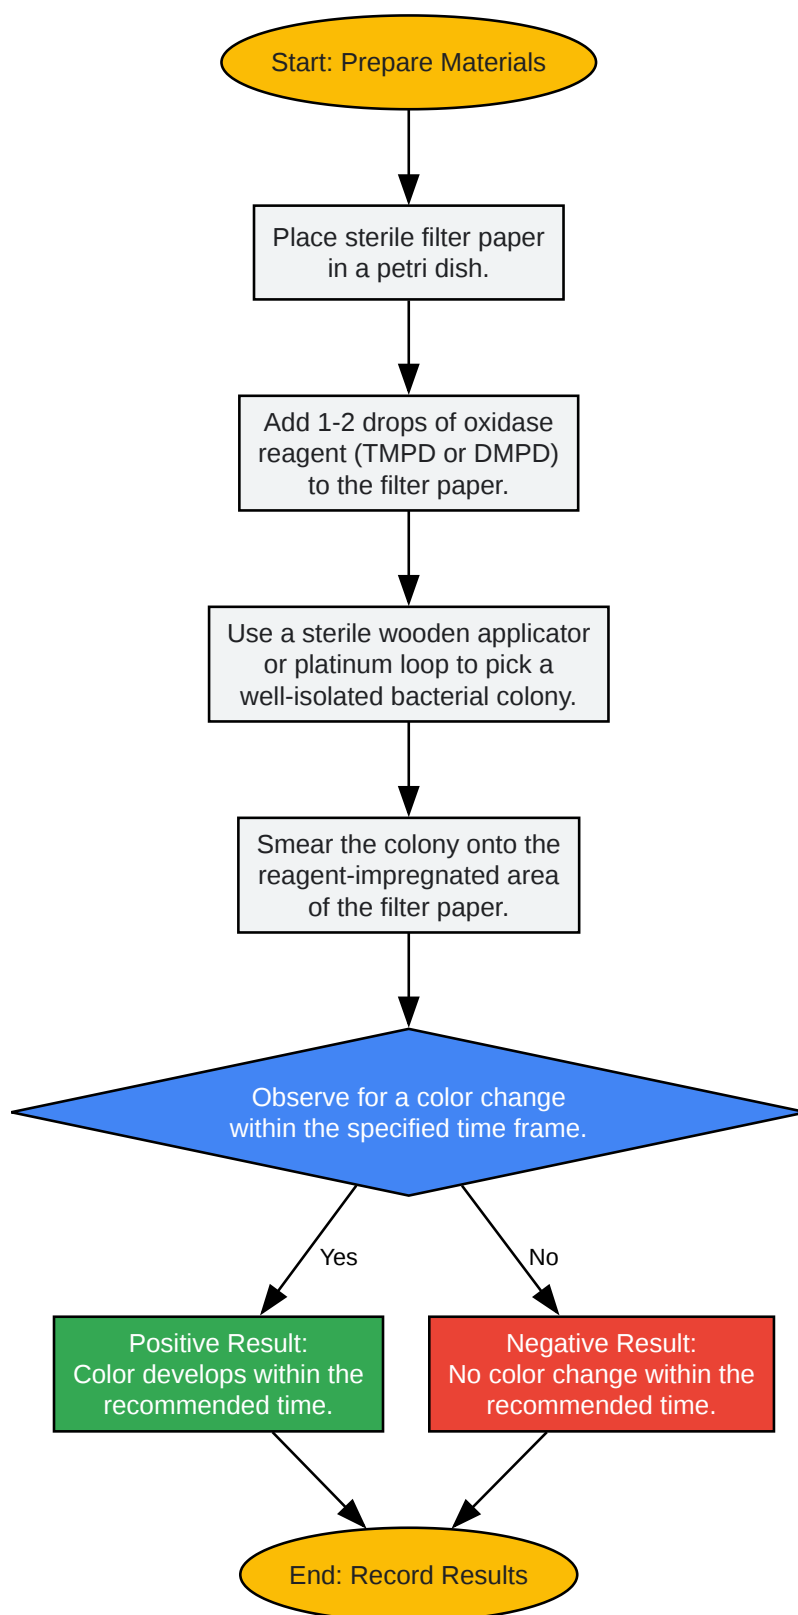 Start: Prepare Materials
Place sterile filter paper
in a petri dish.
Add 1-2 drops of oxidase
reagent (TMPD or DMPD)
to the filter paper.
Use a sterile wooden applicator
or platinum loop to pick a
well-isolated bacterial colony.
Smear the colony onto the
reagent-impregnated area
of the filter paper.
Observe for a color change
within the specified time frame.
Yes
No
Positive Result:
Color develops within the
recommended time.
Negative Result:
No color change within the
recommended time.
End: Record Results